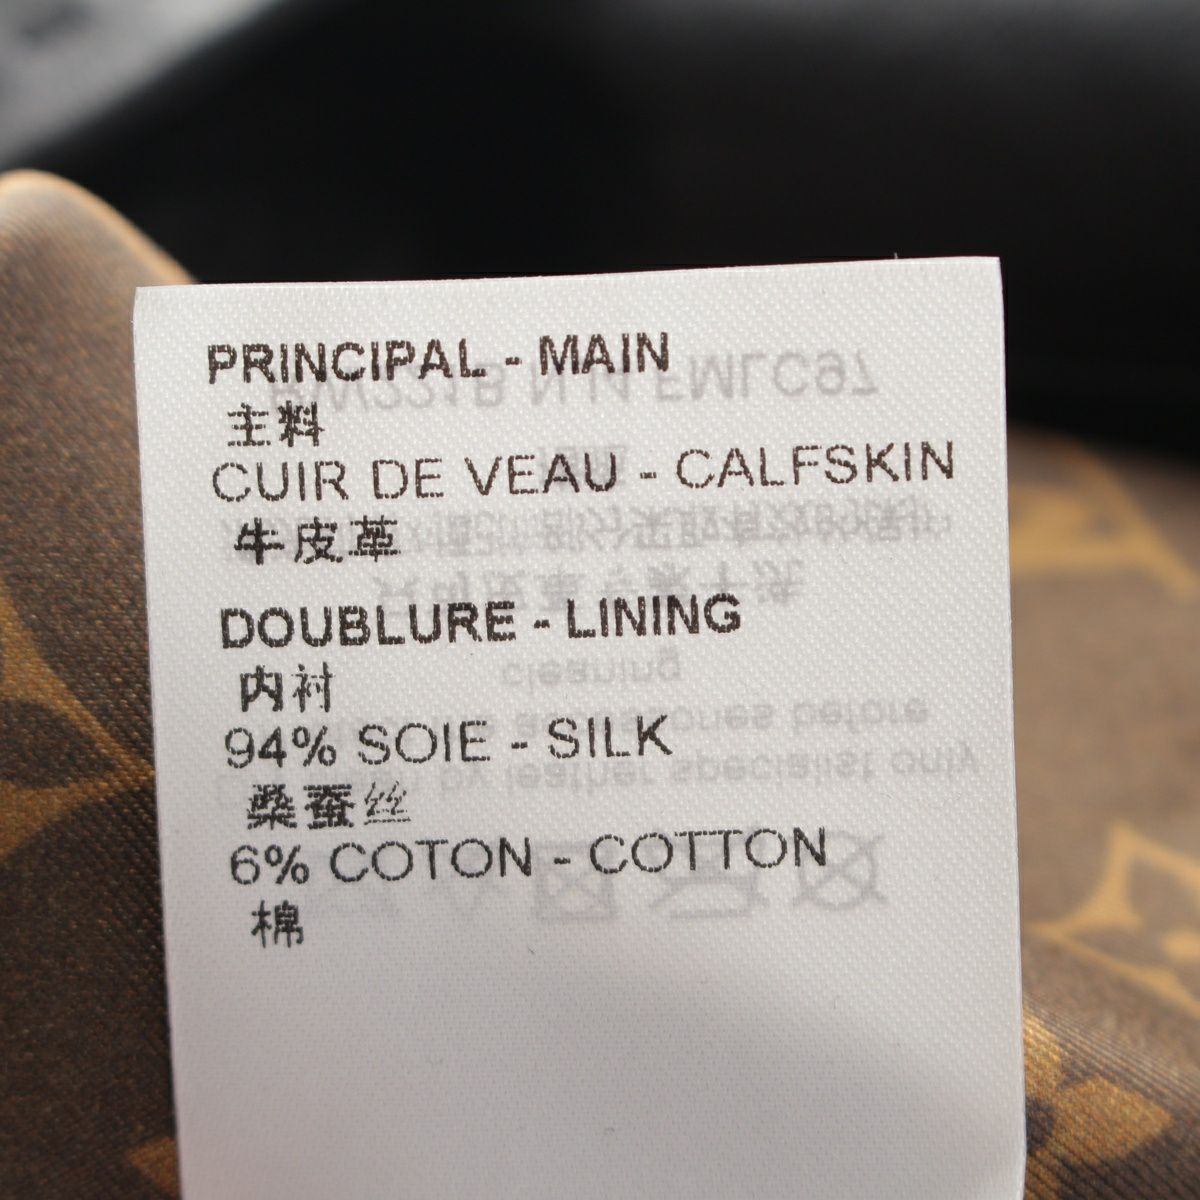 PRINCIPAL - MAIN
主料
CUIR DE VEAU - CALFSKIN
牛皮革
DOUBLURE - LINING
内衬
94% SOIE - SILK
桑蚕丝
6% COTON - COTTON
棉